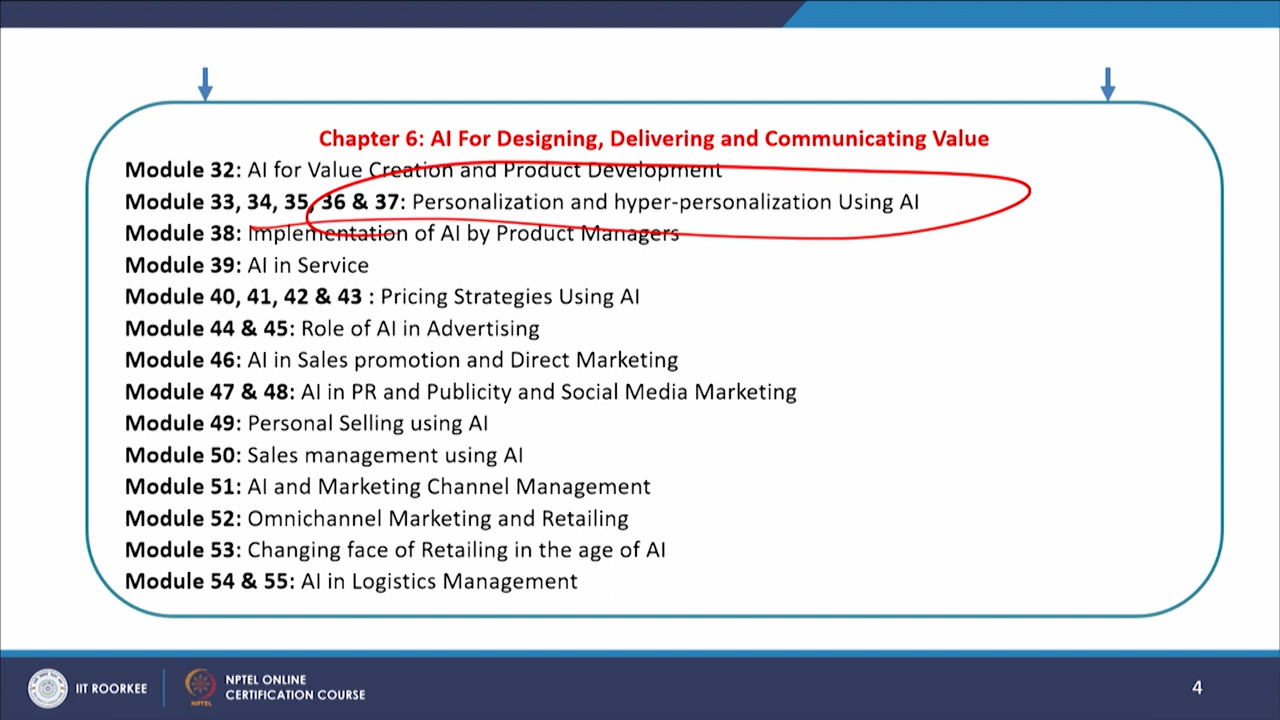 Chapter 6: AI For Designing, Delivering and Communicating Value
Module 32: AI for Value Creation and Product Development
Module 33, 34, 35, 36 & 37: Personalization and hyper-personalization Using AI
Module 38: Implementation of AI by Product Managers
Module 39: AI in Service
Module 40, 41, 42 & 43 : Pricing Strategies Using AI
Module 44 & 45: Role of AI in Advertising
Module 46: AI in Sales promotion and Direct Marketing
Module 47 & 48: AI in PR and Publicity and Social Media Marketing
Module 49: Personal Selling using AI
Module 50: Sales management using AI
Module 51: AI and Marketing Channel Management
Module 52: Omnichannel Marketing and Retailing
Module 53: Changing face of Retailing in the age of AI
Module 54 & 55: AI in Logistics Management
IIT ROORKEE
NPTEL
NPTEL ONLINE
CERTIFICATION COURSE
4